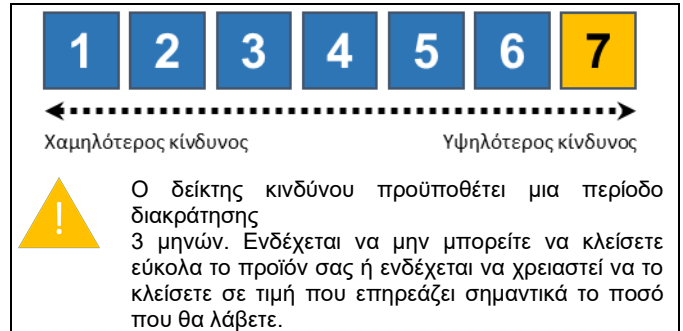 1 2 3 4 5 6 7
Χαμηλότερος κίνδυνος Υψηλότερος κίνδυνος
! Ο δείκτης κινδύνου προϋποθέτει μια περίοδο
διακράτησης
3 μηνών. Ενδέχεται να μην μπορείτε να κλείσετε
εύκολα το προϊόν σας ή ενδέχεται να χρειαστεί να το
κλείσετε σε τιμή που επηρεάζει σημαντικά το ποσό
που θα λάβετε.